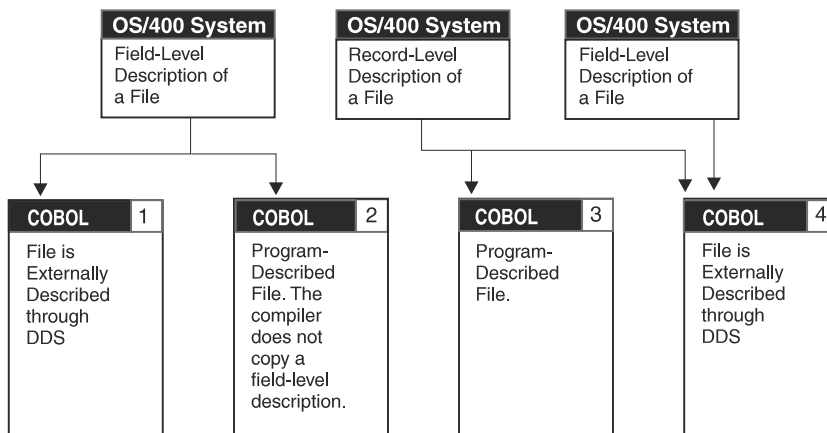 OS/400 System
Field-Level
Description of
a File
OS/400 System
Record-Level
Description of
a File
OS/400 System
Field-Level
Description of
a File
COBOL 1
File is
Externally
Described
through
DDS
COBOL 2
Program-
Described
File. The
compiler
does not
copy a
field-level
description.
COBOL 3
Program-
Described
File.
COBOL 4
File is
Externally
Described
through
DDS